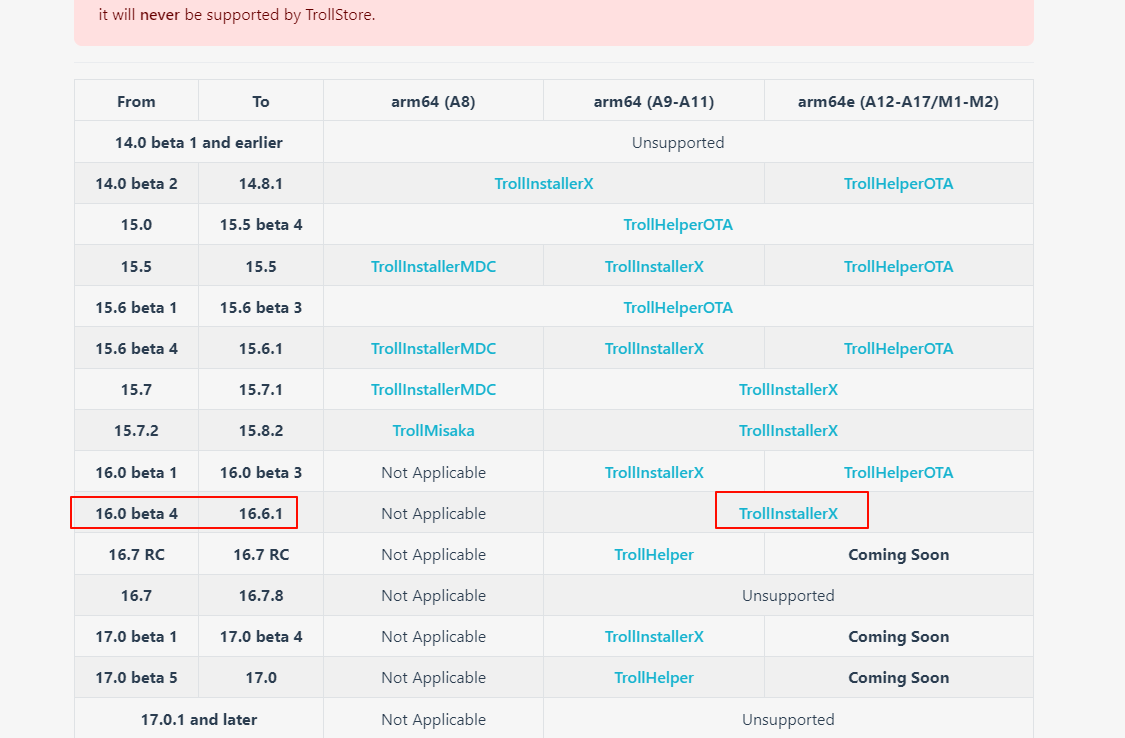 it will never be supported by TrollStore.
From To arm64 (A8) arm64 (A9-A11) arm64e (A12-A17/M1-M2)
14.0 beta 1 and earlier Unsupported
14.0 beta 2 14.8.1 TrollInstallerX TrollHelperOTA
15.0 15.5 beta 4 TrollHelperOTA
15.5 15.5 TrollInstallerMDC TrollInstallerX TrollHelperOTA
15.6 beta 1 15.6 beta 3 TrollHelperOTA
15.6 beta 4 15.6.1 TrollInstallerMDC TrollInstallerX TrollHelperOTA
15.7 15.7.1 TrollInstallerMDC TrollInstallerX
15.7.2 15.8.2 TrollMisaka TrollInstallerX
16.0 beta 1 16.0 beta 3 Not Applicable TrollInstallerX TrollHelperOTA
16.0 beta 4 16.6.1 Not Applicable TrollInstallerX
16.7 RC 16.7 RC Not Applicable TrollHelper Coming Soon
16.7 16.7.8 Not Applicable Unsupported
17.0 beta 1 17.0 beta 4 Not Applicable TrollInstallerX Coming Soon
17.0 beta 5 17.0 Not Applicable TrollHelper Coming Soon
17.0.1 and later Not Applicable Unsupported